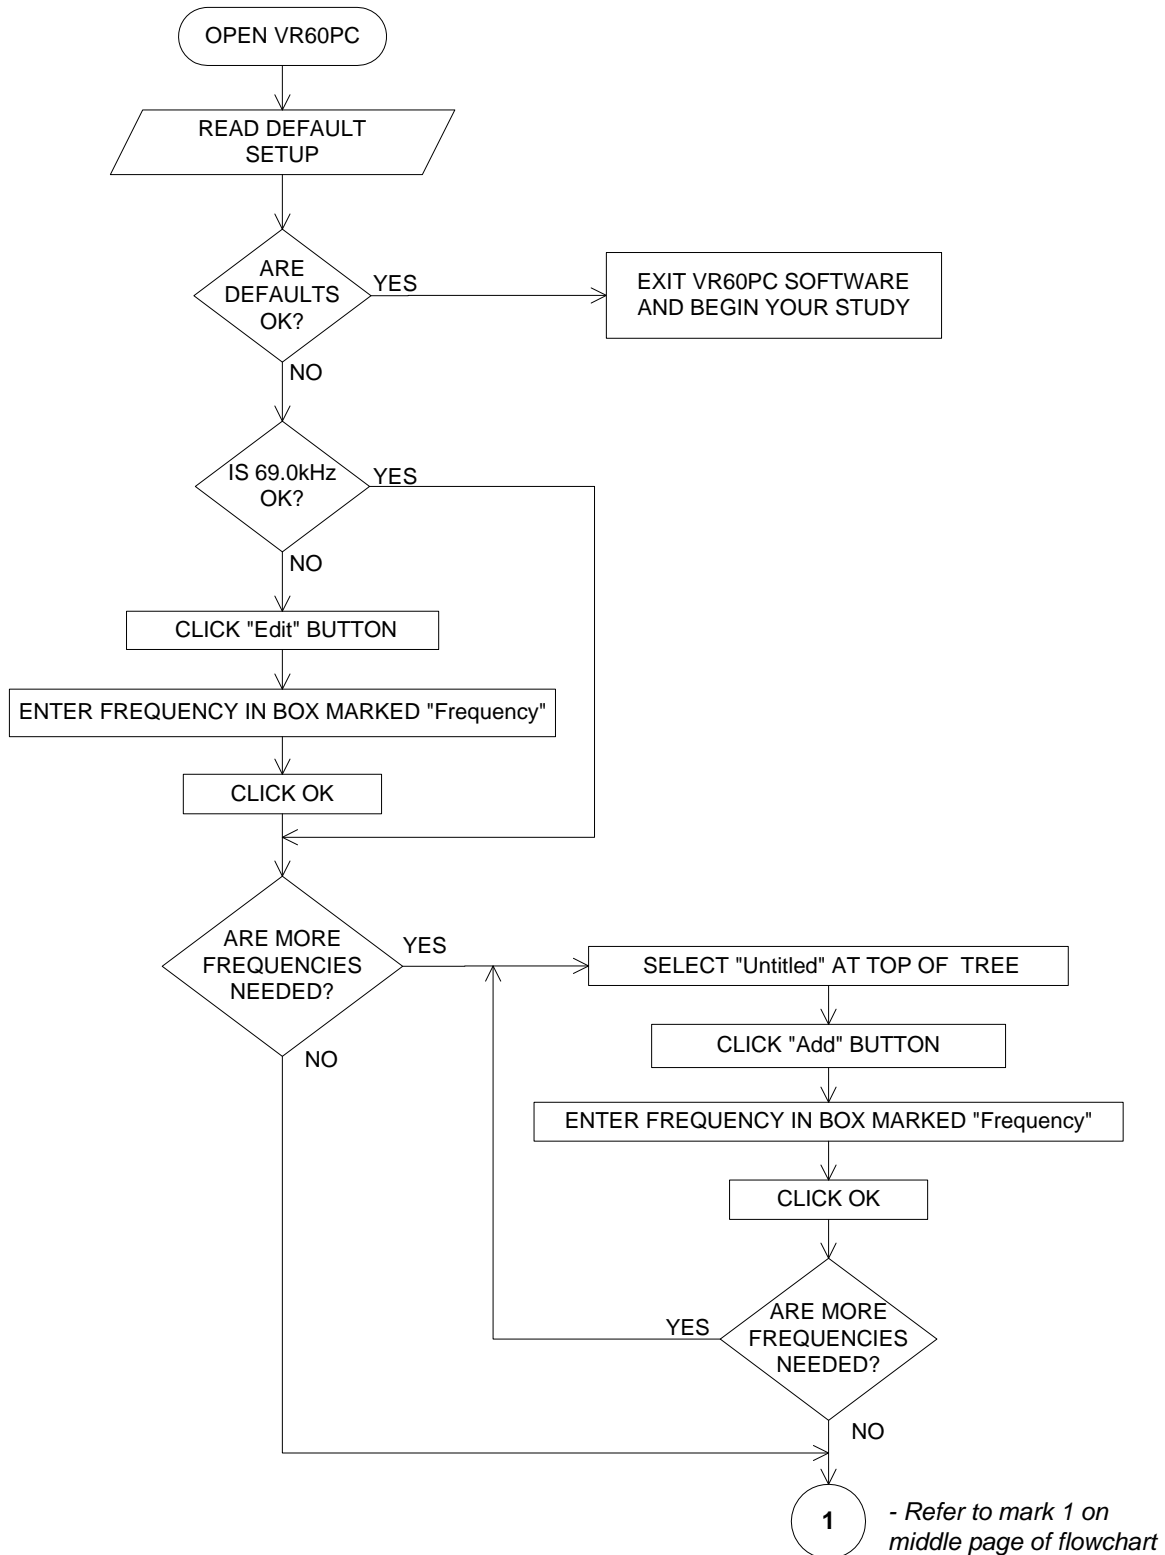 OPEN VR60PC
READ DEFAULT
SETUP
ARE
DEFAULTS
OK?
YES
EXIT VR60PC SOFTWARE
AND BEGIN YOUR STUDY
NO
IS 69.0kHz
OK?
YES
NO
CLICK "Edit" BUTTON
ENTER FREQUENCY IN BOX MARKED "Frequency"
CLICK OK
ARE MORE
FREQUENCIES
NEEDED?
YES
NO
SELECT "Untitled" AT TOP OF TREE
CLICK "Add" BUTTON
ENTER FREQUENCY IN BOX MARKED "Frequency"
CLICK OK
ARE MORE
FREQUENCIES
NEEDED?
YES
NO
1
- Refer to mark 1 on
middle page of flowchart